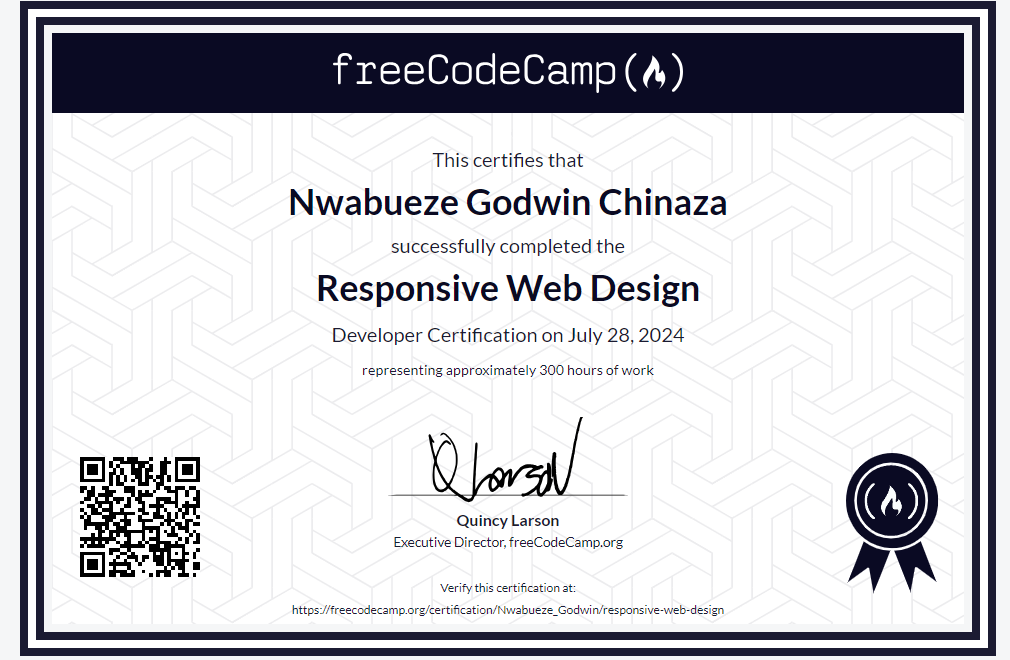 freeCodeCamp
This certifies that
Nwabueze Godwin Chinaza
successfully completed the
Responsive Web Design
Developer Certification on July 28, 2024
representing approximately 300 hours of work
Q Larson
Quincy Larson
Executive Director, freeCodeCamp.org
Verify this certification at:
https://freecodecamp.org/certification/Nwabueze_Godwin/responsive-web-design